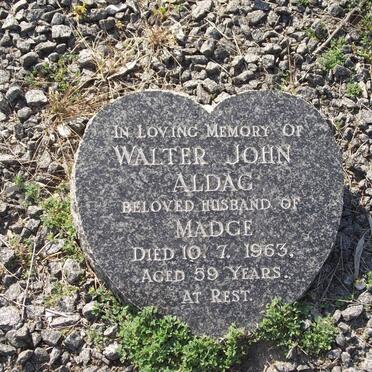 In Loving Memory Of
Walter John
Aldag
Beloved Husband Of
Madge
Died 10. 7. 1963.
Aged 59 Years.
At Rest.